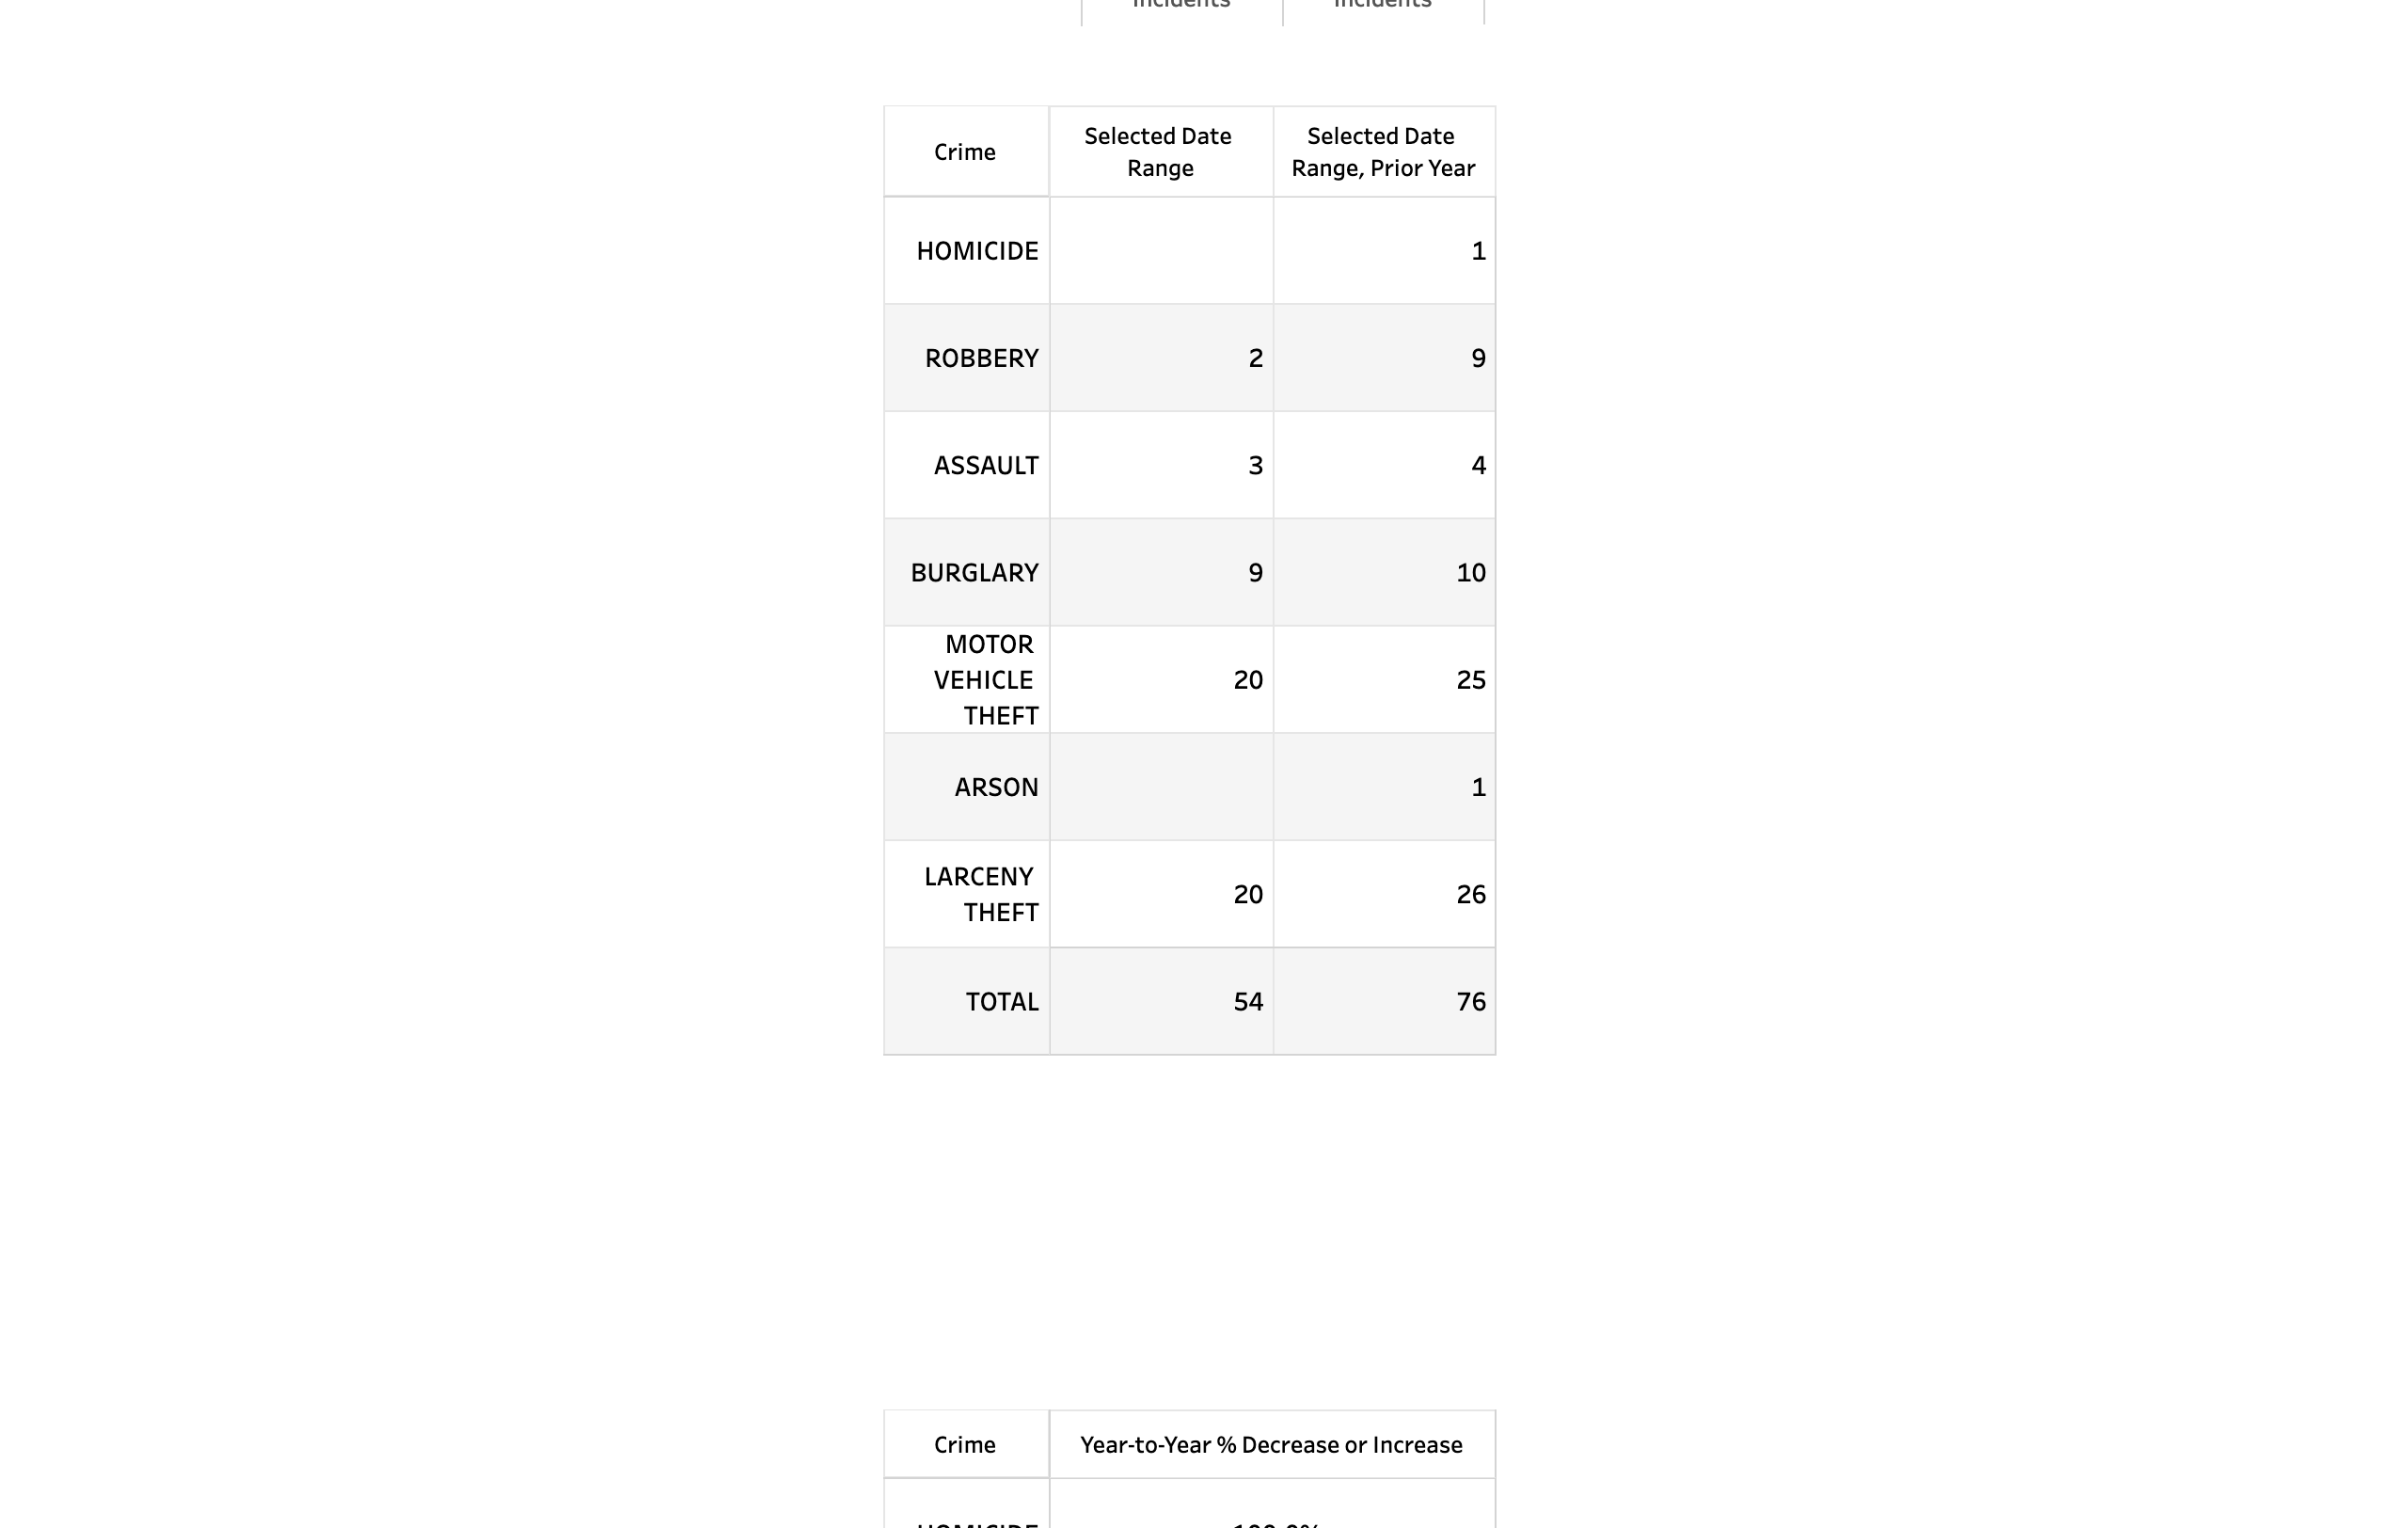 Incidents Incidents
Crime Selected Date Range Selected Date Range, Prior Year
HOMICIDE 1
ROBBERY 2 9
ASSAULT 3 4
BURGLARY 9 10
MOTOR VEHICLE THEFT 20 25
ARSON 1
LARCENY THEFT 20 26
TOTAL 54 76
Crime Year-to-Year % Decrease or Increase
HOMICIDE